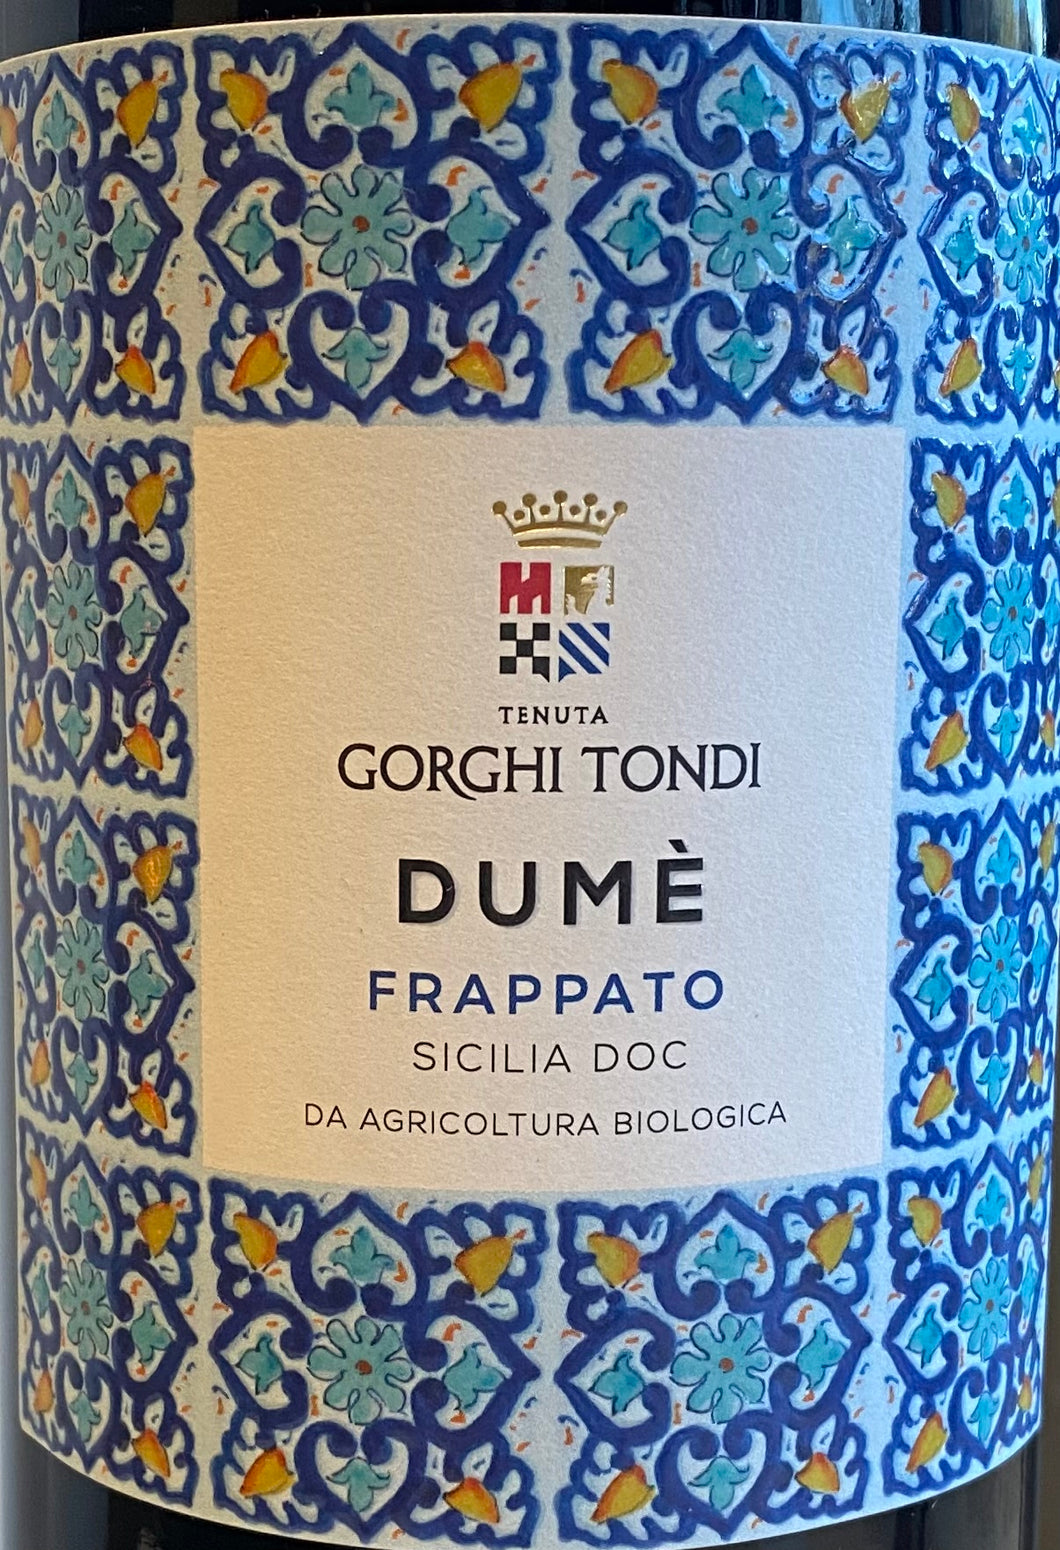 TENUTA
GORGHI TONDI
DUMÈ
FRAPPATO
SICILIA DOC
DA AGRICOLTURA BIOLOGICA